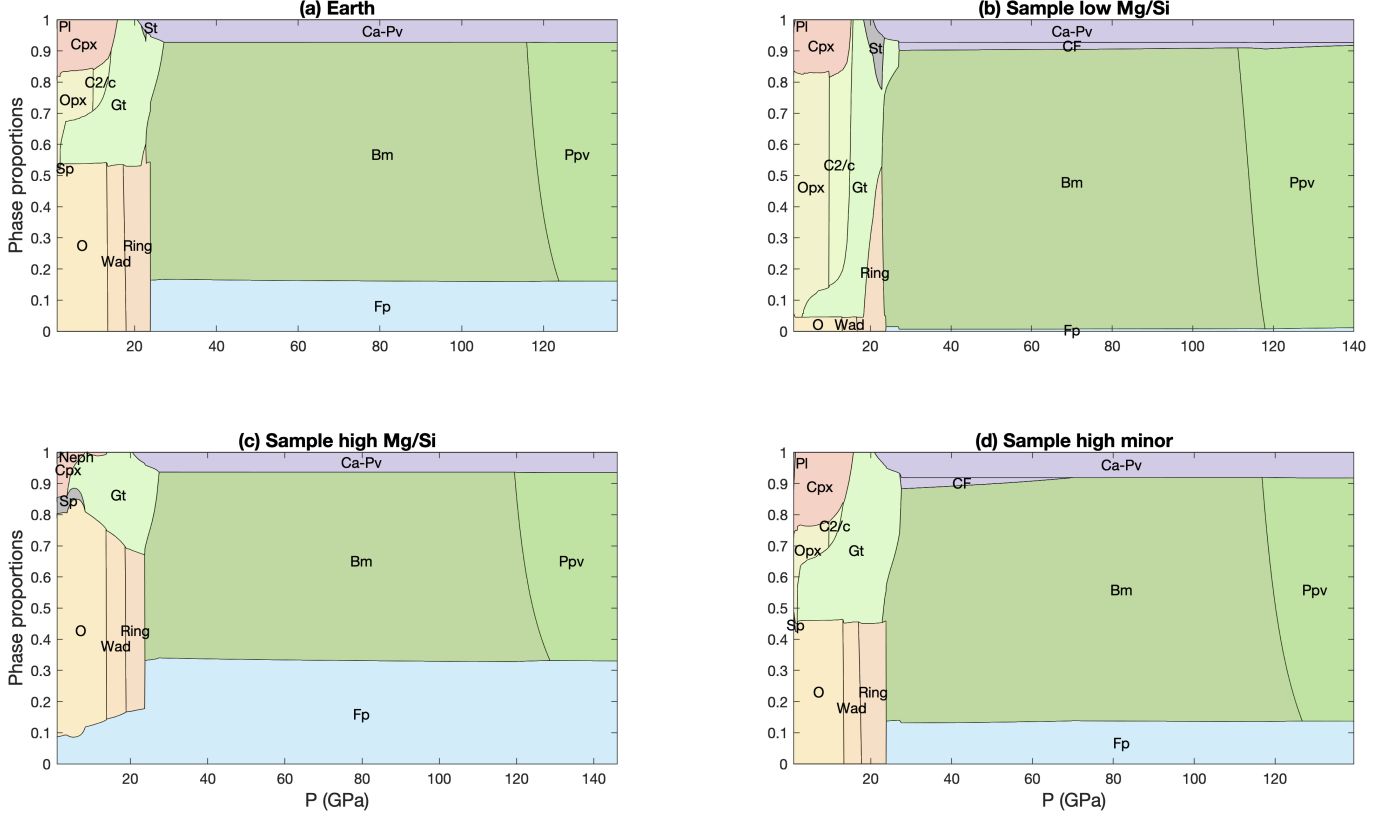 (a) Earth
Phase proportions
1
0.9
0.8
0.7
0.6
0.5
0.4
0.3
0.2
0.1
0
Pl
Cpx
St
Ca-Pv
C2/c
Opx
Gt
Sp
Bm
Ppv
O
Ring
Wad
Fp
20
40
60
80
100
120
(b) Sample low Mg/Si
1
0.9
0.8
0.7
0.6
0.5
0.4
0.3
0.2
0.1
0
Pl
Cpx
St
Ca-Pv
CF
C2/c
Opx
Gt
Bm
Ppv
Ring
O
Wad
Fp
20
40
60
80
100
120
140
(c) Sample high Mg/Si
Phase proportions
1
0.9
0.8
0.7
0.6
0.5
0.4
0.3
0.2
0.1
0
Neph
Cpx
Ca-Pv
Sp
Gt
Bm
Ppv
O
Ring
Wad
Fp
20
40
60
80
100
120
140
P (GPa)
(d) Sample high minor
1
0.9
0.8
0.7
0.6
0.5
0.4
0.3
0.2
0.1
0
Pl
Cpx
Ca-Pv
CF
C2/c
Opx
Gt
Sp
Bm
Ppv
O
Ring
Wad
Fp
20
40
60
80
100
120
P (GPa)